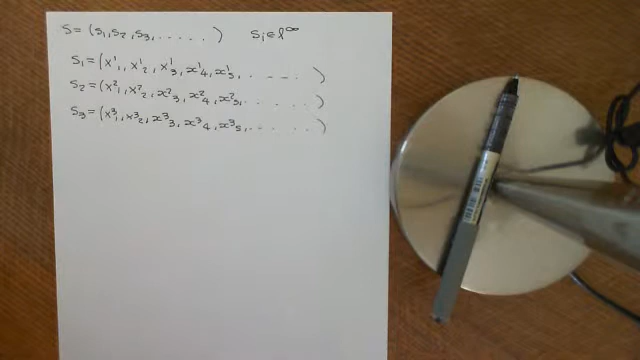 S = (s₁, s₂, s₃, . . . . . ) sᵢ ∈ ℓ^∞
s₁ = (x¹₁, x¹₂, x¹₃, x¹₄, x¹₅, . . . . . )
s₂ = (x²₁, x²₂, x²₃, x²₄, x²₅, . . . . . )
s₃ = (x³₁, x³₂, x³₃, x³₄, x³₅, . . . . . )